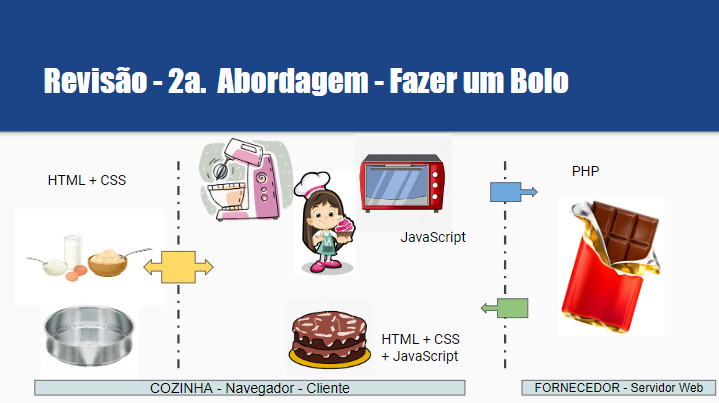 Revisão - 2a. Abordagem - Fazer um Bolo
HTML + CSS
PHP
JavaScript
HTML + CSS
+ JavaScript
COZINHA - Navegador - Cliente
FORNECEDOR - Servidor Web